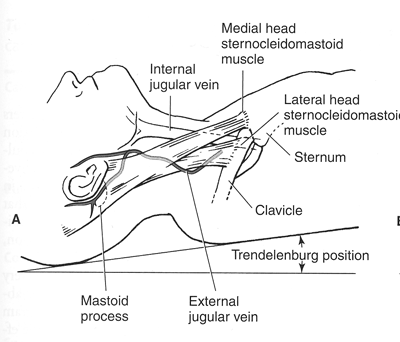 Medial head
sternocleidomastoid
muscle
Internal
jugular vein
Lateral head
sternocleidomastoid
muscle
Sternum
A
Clavicle
Trendelenburg position
Mastoid
process
External
jugular vein